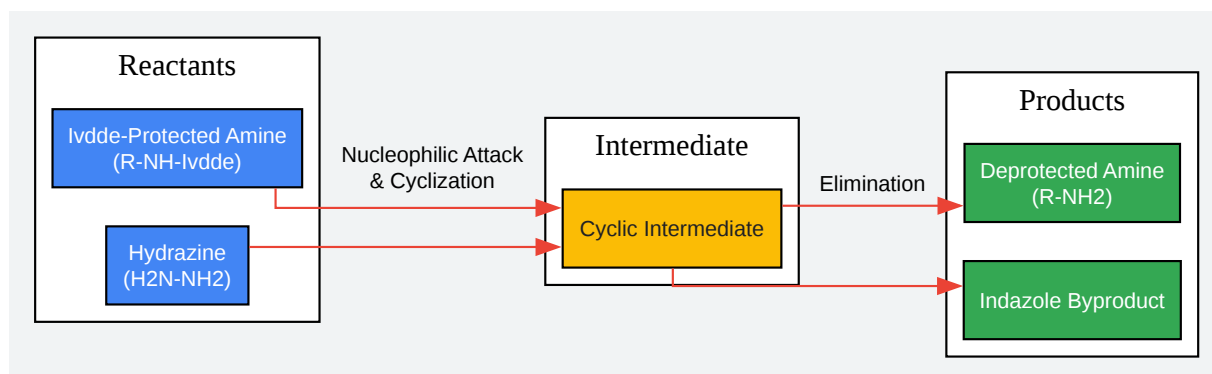 Reactants
Ivdde-Protected Amine
(R-NH-Ivdde)
Hydrazine
(H2N-NH2)
Nucleophilic Attack
& Cyclization
Intermediate
Cyclic Intermediate
Elimination
Products
Deprotected Amine
(R-NH2)
Indazole Byproduct